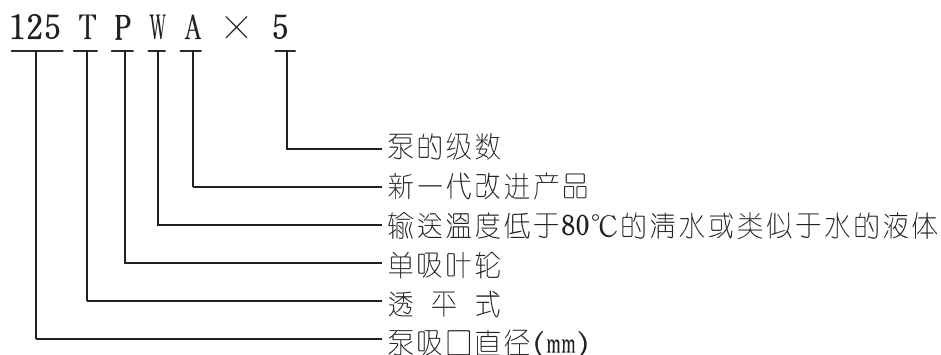 125 T P W A × 5
泵的级数
新一代改进产品
输送温度低于80℃的清水或类似于水的液体
单吸叶轮
透 平 式
泵吸口直径(mm)